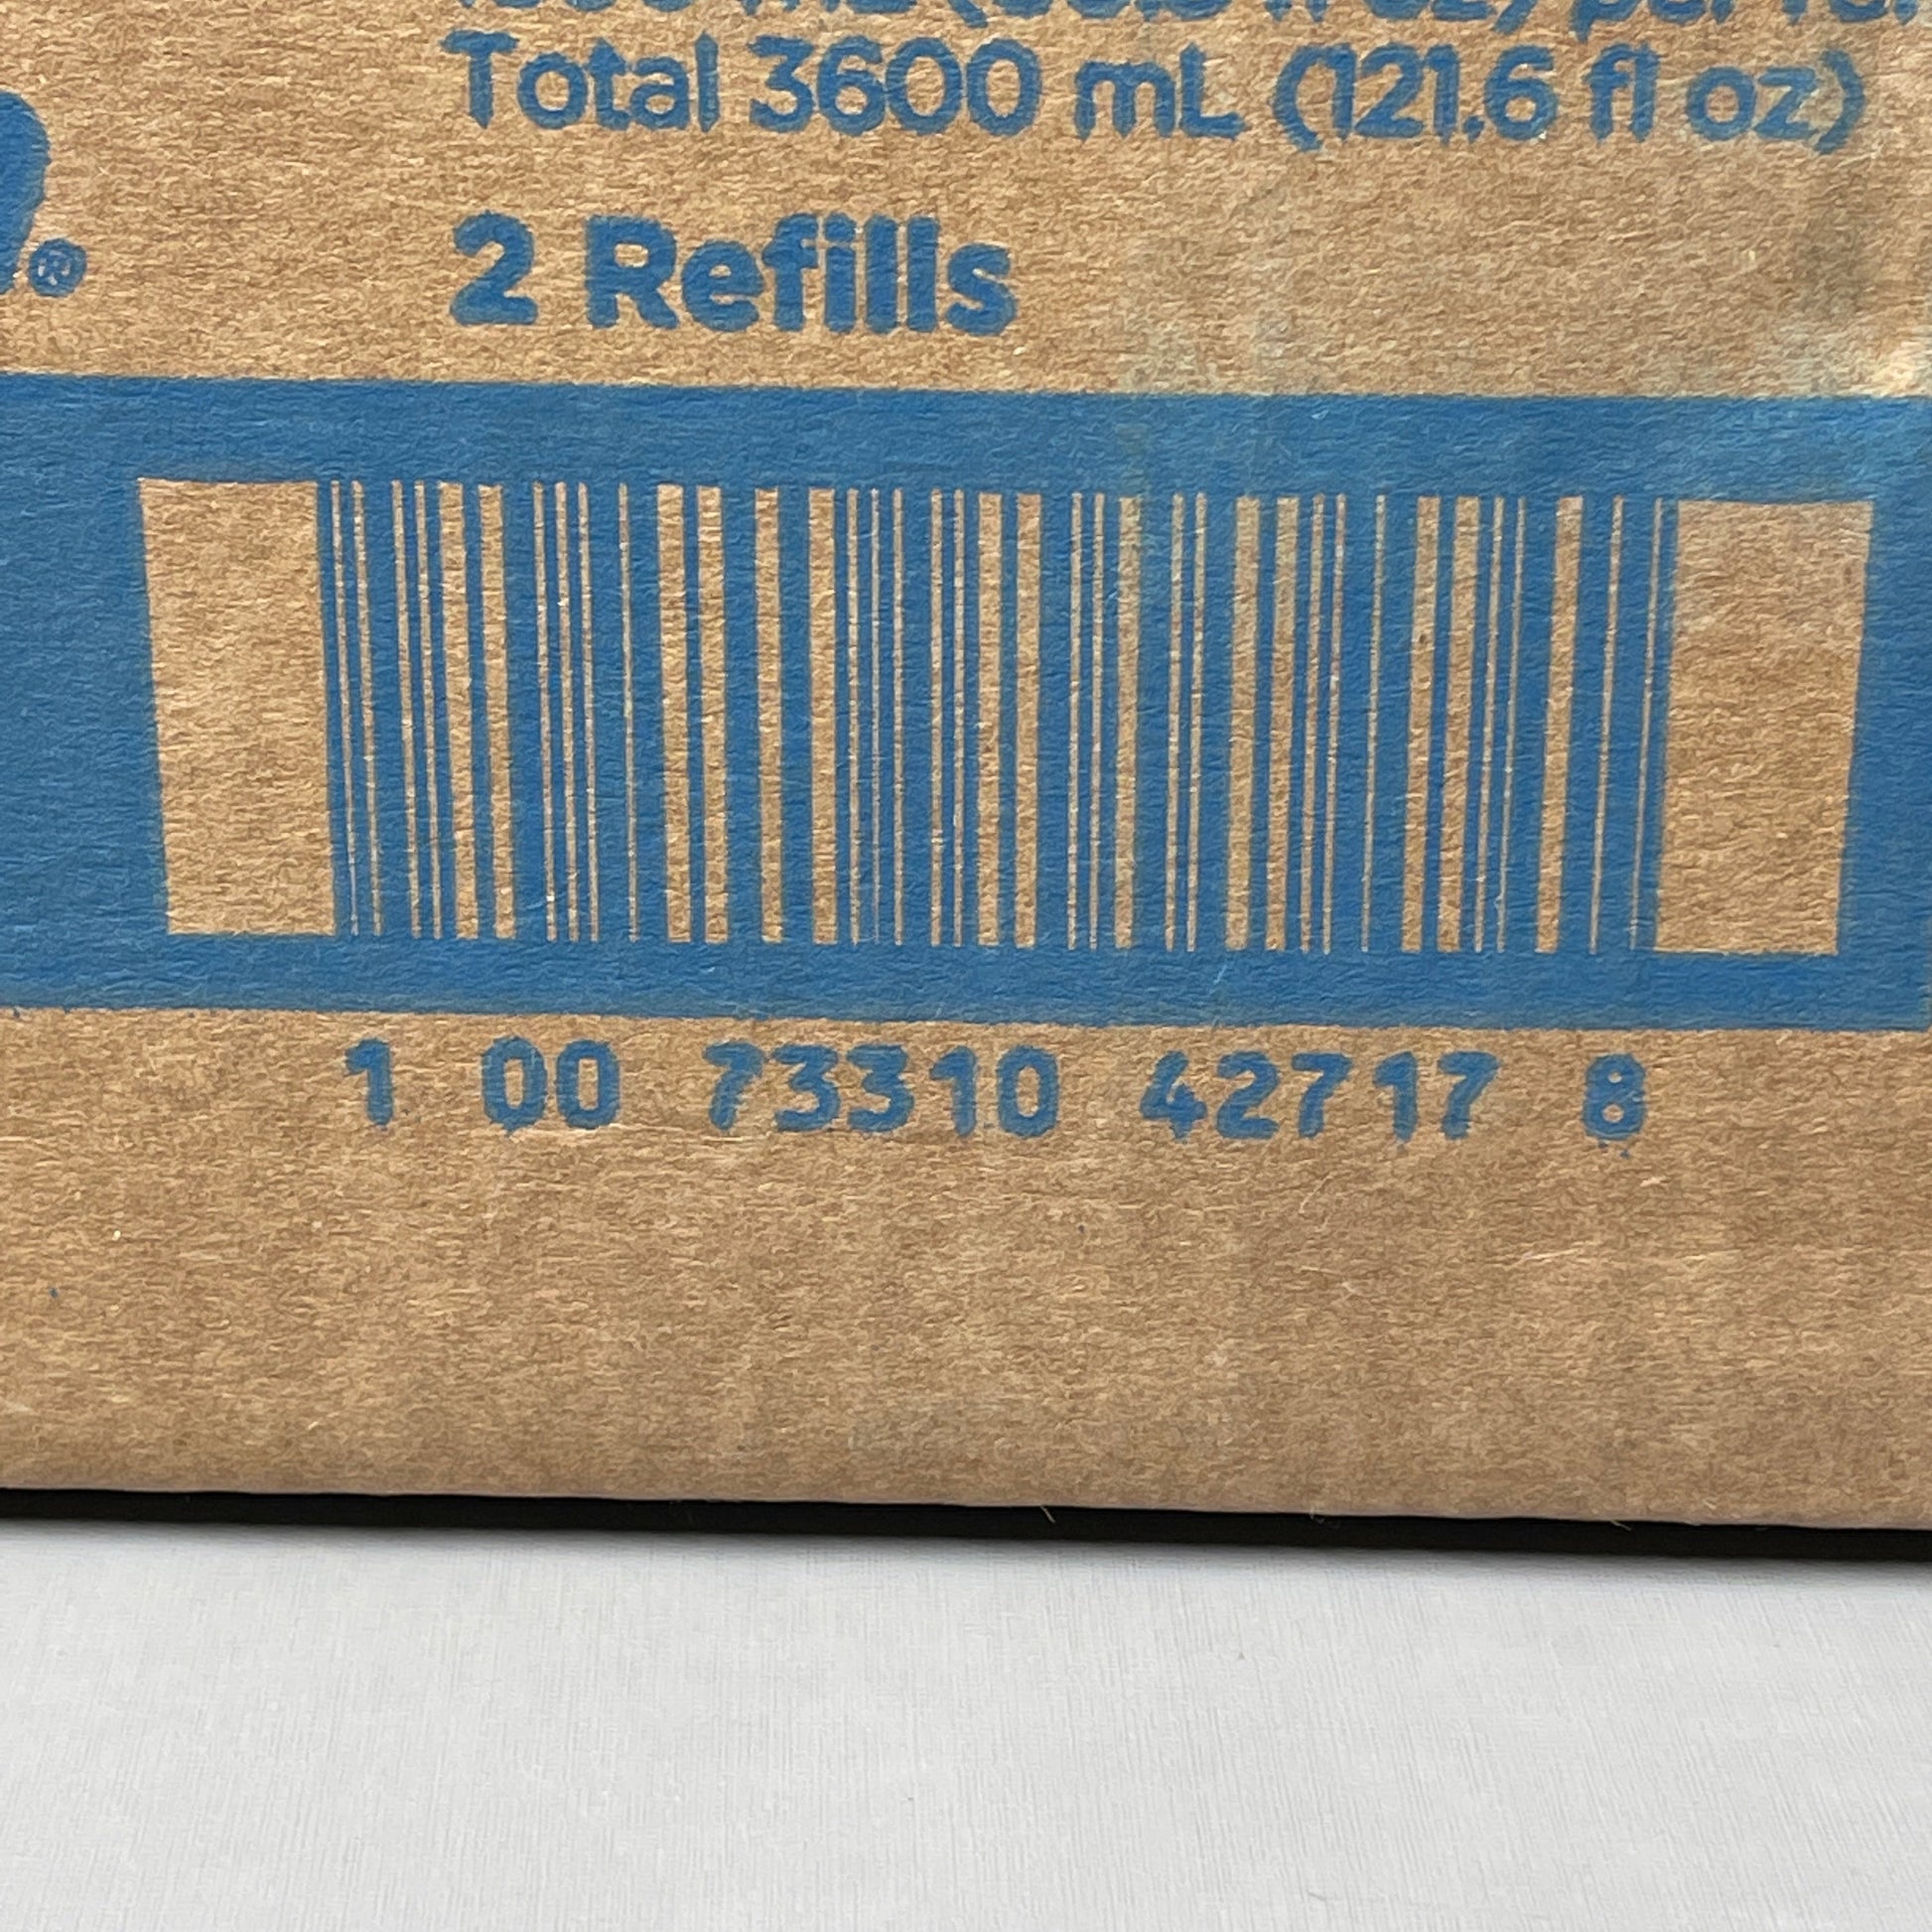 Total 3600 mL (121.6 fl oz)
2 Refills
®
1 00 73310 42717 8